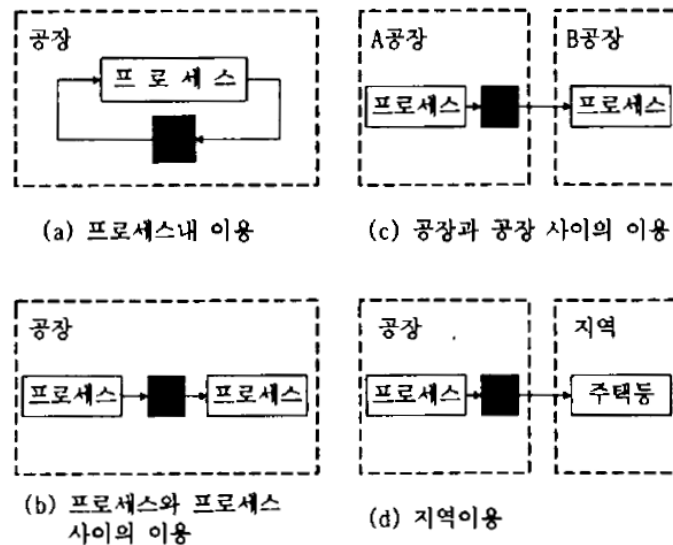 공장
프로세스
(a) 프로세스내 이용
A공장
B공장
프로세스
프로세스
(c) 공장과 공장 사이의 이용
공장
프로세스
프로세스
(b) 프로세스와 프로세스
사이의 이용
공장
지역
프로세스
주택등
(d) 지역이용